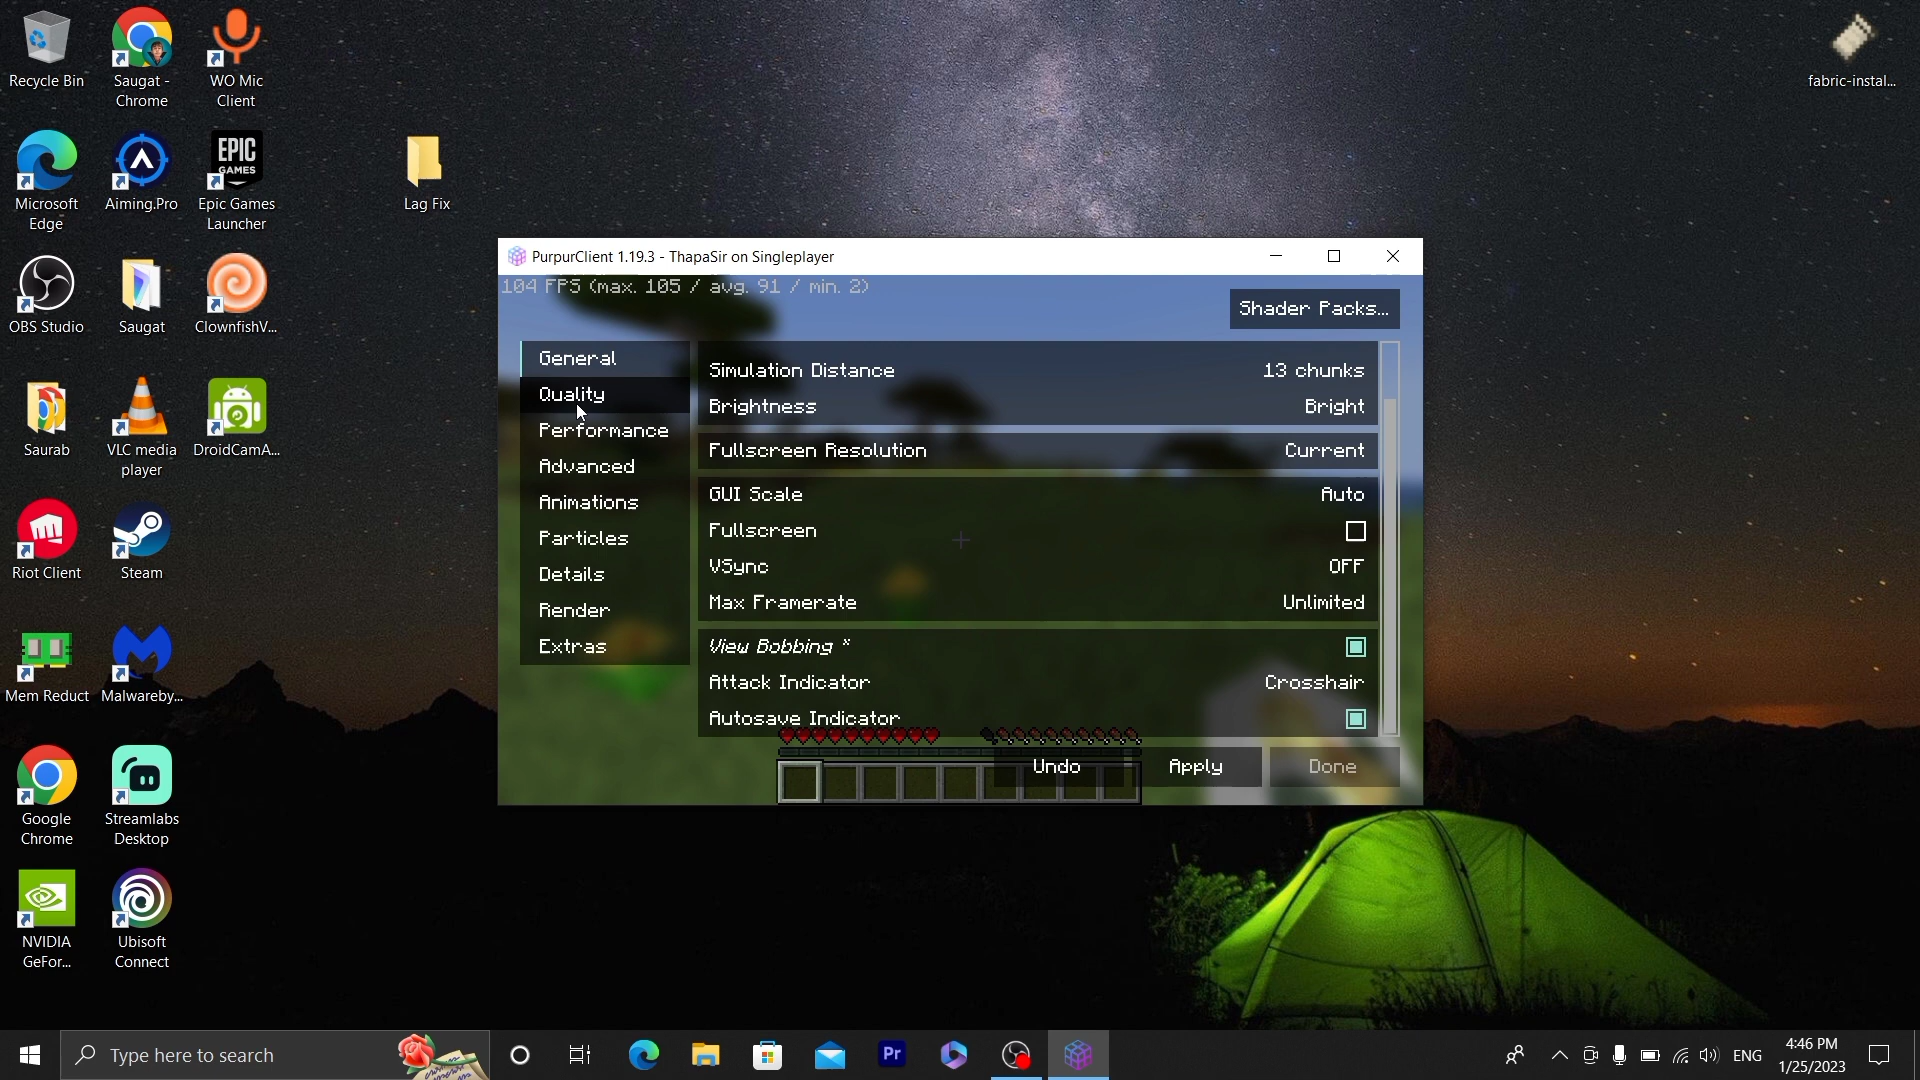 Recycle Bin
Saugat -
Chrome
WO Mic
Client
fabric-instal...
Microsoft
Edge
Aiming.Pro
EPIC
GAMES
Epic Games
Launcher
Lag Fix
OBS Studio
Saugat
ClownfishV...
Saurab
VLC media
player
DroidCamA...
Riot Client
Steam
Mem Reduct
Malwareby...
Google
Chrome
Streamlabs
Desktop
NVIDIA
GeFor...
Ubisoft
Connect
PurpurClient 1.19.3 - ThapaSir on Singleplayer
104 FPS (max. 105 / avg. 91 / min. 2)
Shader Packs...
General
Quality
Performance
Advanced
Animations
Particles
Details
Render
Extras
Simulation Distance 13 chunks
Brightness Bright
Fullscreen Resolution Current
GUI Scale Auto
Fullscreen
VSync OFF
Max Framerate Unlimited
View Bobbing *
Attack Indicator Crosshair
Autosave Indicator
Undo Apply Done
Type here to search
Pr
ENG
4:46 PM
1/25/2023